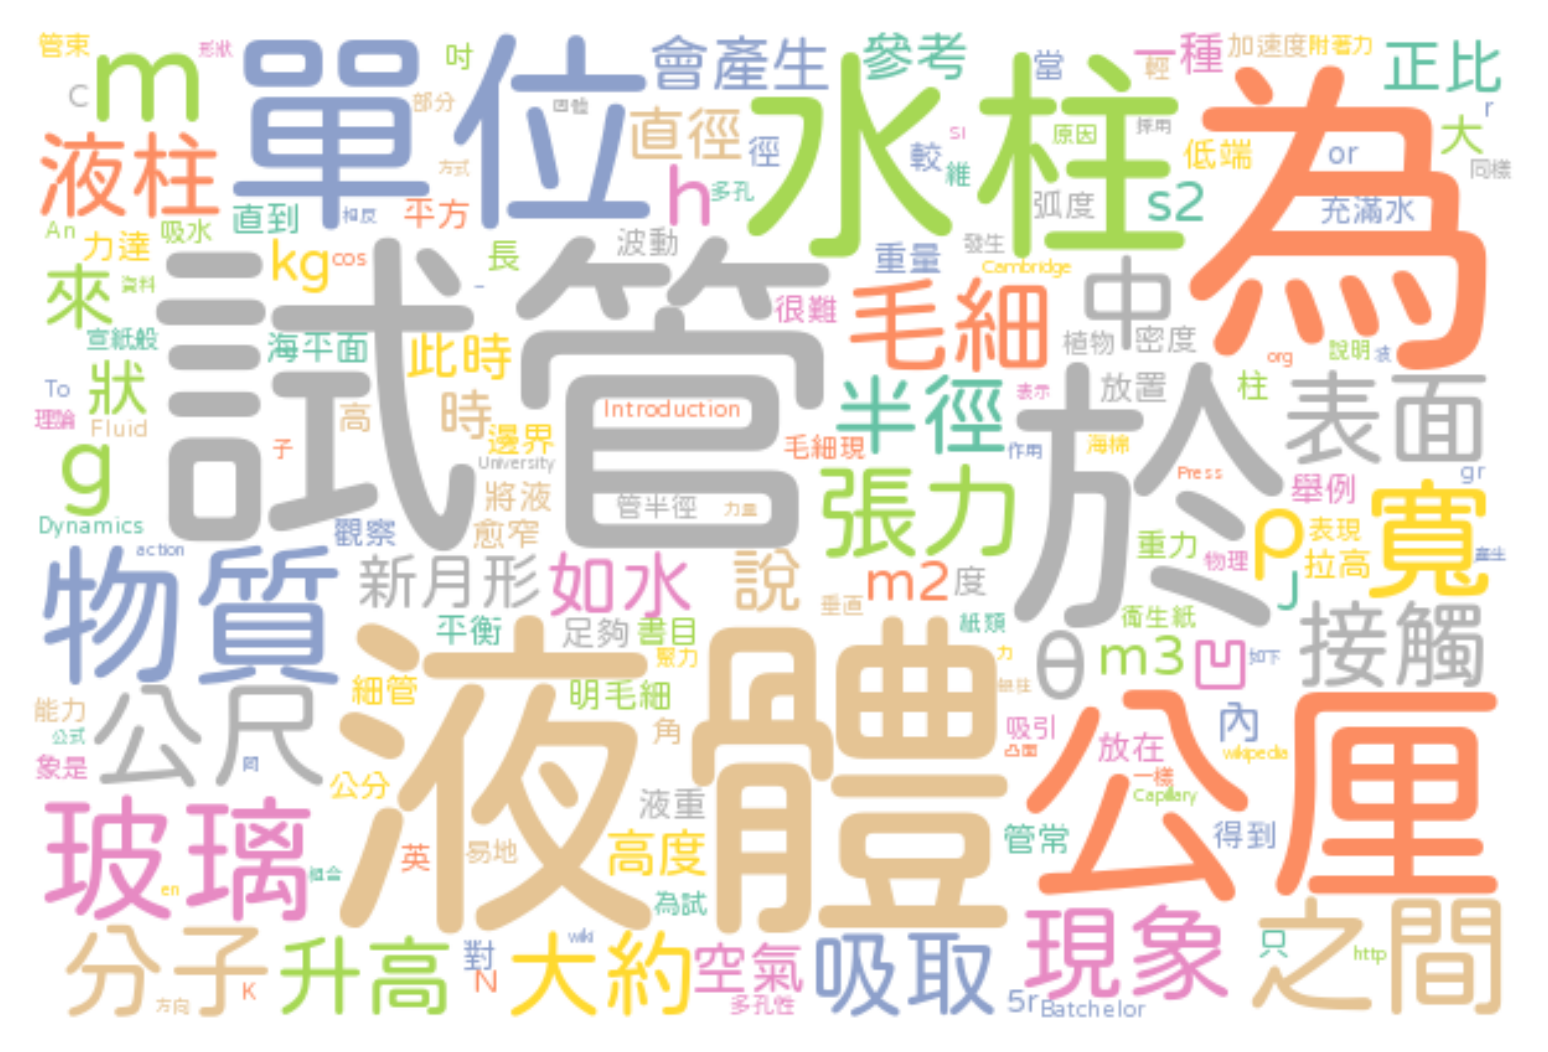 管束
形狀
m
C
單位
吋
部分
固體
方式
會產生
參考
當
輕
一種
加速度
附著力
正比
液柱
直徑
徑
水柱
原因
採用
SI
較
維
低端
為
r
大
or
同樣
h
多孔
弧度
s2
充滿水
An
力達
吸水
直到
相反
平方
來
資料
kg
cos
試管
長
波動
重量
發生
Cambridge
很難
毛細
中
植物
密度
宣紙般
海平面
此時
org
說明
波
To
理論
狀
Fluid
高
時
Introduction
半徑
表示
放置
於
柱
表面
g
子
邊界
University
毛細現
作用
海棉
Press
gr
Dynamics
將液
管半徑
力量
張力
舉例
ρ
寬
觀察
愈窄
action
重力
物理
表現
拉高
產生
物質
新月形
如水
說
m2
度
垂直
J
平衡
足夠
書目
紙類
衛生紙
接觸
液體
聚力
力
θ
m3
凹
如下
細管
明毛細
能力
公式
公尺
象是
同
公分
角
吸引
凸面
公厘
放在
內
wikipedia
一樣
Capillary
玻璃
液重
管常
得到
英
易地
高度
en
為試
現象
之間
分子
方向
K
升高
對
N
wiki
大約
空氣
多孔性
吸取
5r
Batchelor
只
http